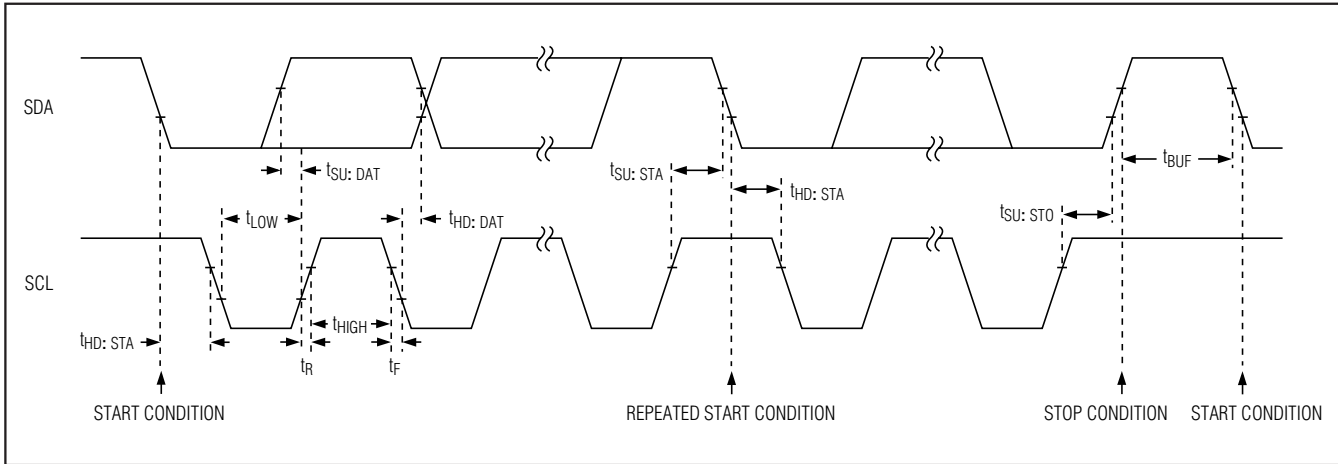 SDA
tSU: DAT
tSU: STA
tHD: STA
tBUF
tLOW
tHD: DAT
tSU: STO
SCL
tHD: STA
tHIGH
tR
tF
START CONDITION
REPEATED START CONDITION
STOP CONDITION
START CONDITION